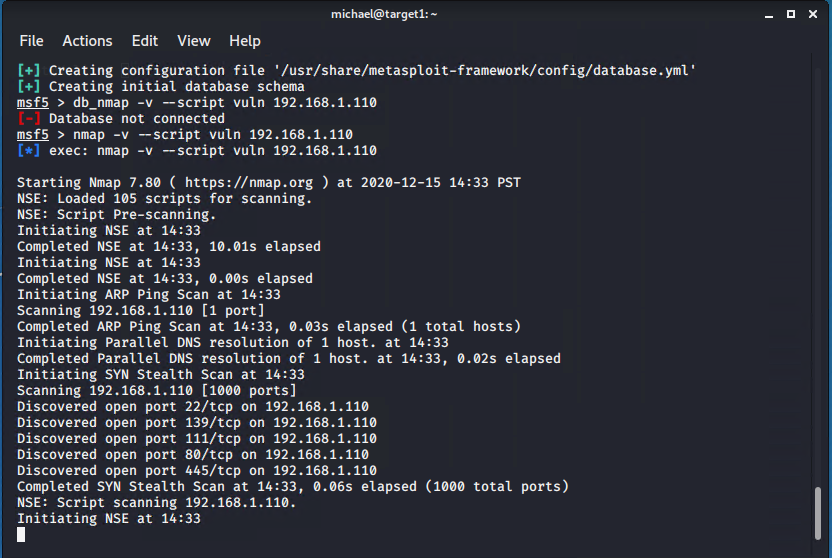 michael@target1: ~
File Actions Edit View Help
[+] Creating configuration file '/usr/share/metasploit-framework/config/database.yml'
[+] Creating initial database schema
msf5 > db_nmap -v --script vuln 192.168.1.110
[-] Database not connected
msf5 > nmap -v --script vuln 192.168.1.110
[*] exec: nmap -v --script vuln 192.168.1.110
Starting Nmap 7.80 ( https://nmap.org ) at 2020-12-15 14:33 PST
NSE: Loaded 105 scripts for scanning.
NSE: Script Pre-scanning.
Initiating NSE at 14:33
Completed NSE at 14:33, 10.01s elapsed
Initiating NSE at 14:33
Completed NSE at 14:33, 0.00s elapsed
Initiating ARP Ping Scan at 14:33
Scanning 192.168.1.110 [1 port]
Completed ARP Ping Scan at 14:33, 0.03s elapsed (1 total hosts)
Initiating Parallel DNS resolution of 1 host. at 14:33
Completed Parallel DNS resolution of 1 host. at 14:33, 0.02s elapsed
Initiating SYN Stealth Scan at 14:33
Scanning 192.168.1.110 [1000 ports]
Discovered open port 22/tcp on 192.168.1.110
Discovered open port 139/tcp on 192.168.1.110
Discovered open port 111/tcp on 192.168.1.110
Discovered open port 80/tcp on 192.168.1.110
Discovered open port 445/tcp on 192.168.1.110
Completed SYN Stealth Scan at 14:33, 0.06s elapsed (1000 total ports)
NSE: Script scanning 192.168.1.110.
Initiating NSE at 14:33